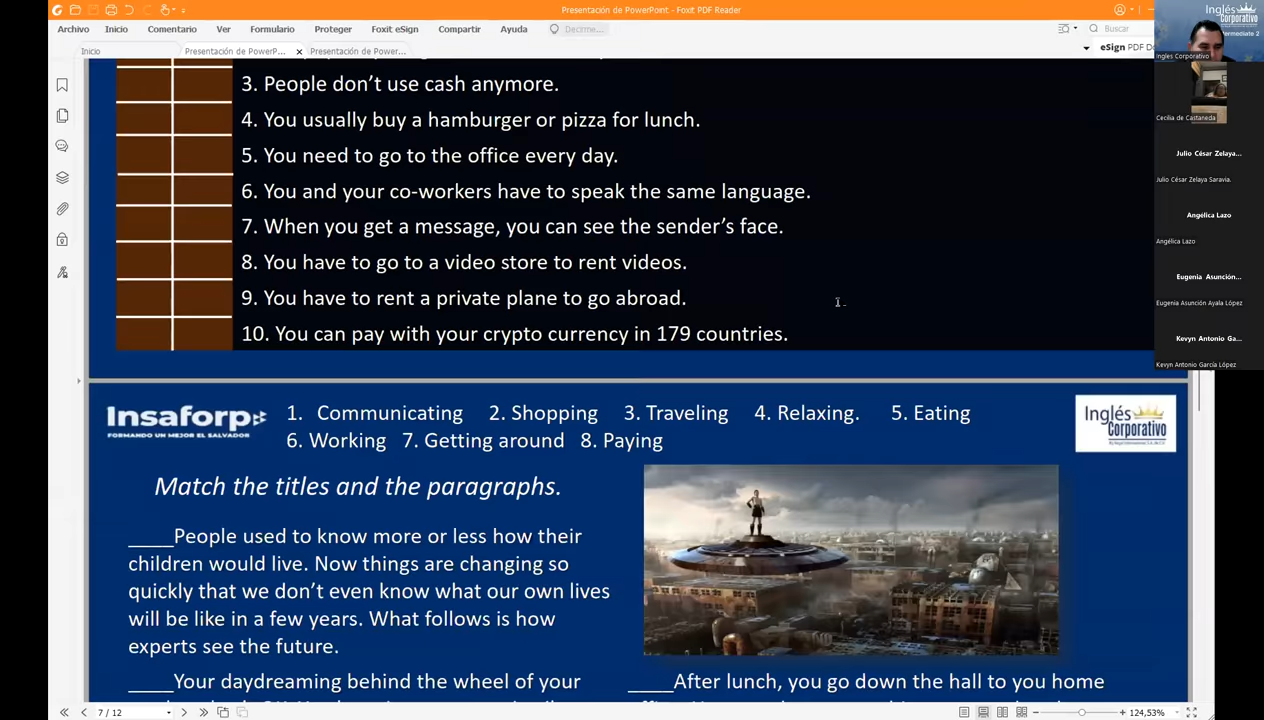 Presentación de PowerPoint. - Foxit PDF Reader
Archivo Inicio Comentario Ver Formulario Proteger Foxit eSign Compartir Ayuda Decirme... Buscar
Inicio Presentación de PowerP... Presentación de PowerP... eSign PDF
3. People don't use cash anymore.
4. You usually buy a hamburger or pizza for lunch.
5. You need to go to the office every day.
6. You and your co-workers have to speak the same language.
7. When you get a message, you can see the sender's face.
8. You have to go to a video store to rent videos.
9. You have to rent a private plane to go abroad.
10. You can pay with your crypto currency in 179 countries.
Insaforp
FORMANDO UN MEJOR EL SALVADOR
1. Communicating 2. Shopping 3. Traveling 4. Relaxing. 5. Eating
6. Working 7. Getting around 8. Paying
Inglés
Corporativo
Match the titles and the paragraphs.
____People used to know more or less how their
children would live. Now things are changing so
quickly that we don't even know what our own lives
will be like in a few years. What follows is how
experts see the future.
____Your daydreaming behind the wheel of your
____After lunch, you go down the hall to you home
7 / 12
124,53%
Inglés
Corporativo
Ingles Corporativo
Cecilia de Castaneda
Julio César Zelaya...
Julio César Zelaya Saravia.
Angélica Lazo
Angélica Lazo
Eugenia Asunción...
Eugenia Asunción Ayala López
Kevyn Antonio Ga...
Kevyn Antonio García López